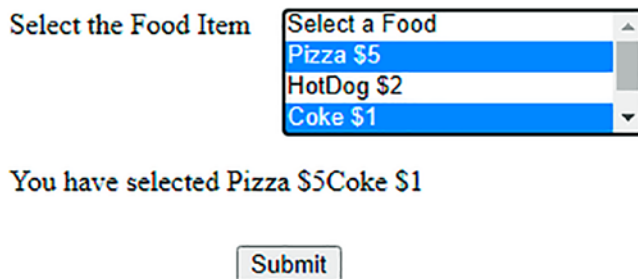 Select the Food Item
Select a Food
Pizza $5
HotDog $2
Coke $1
You have selected Pizza $5Coke $1
Submit